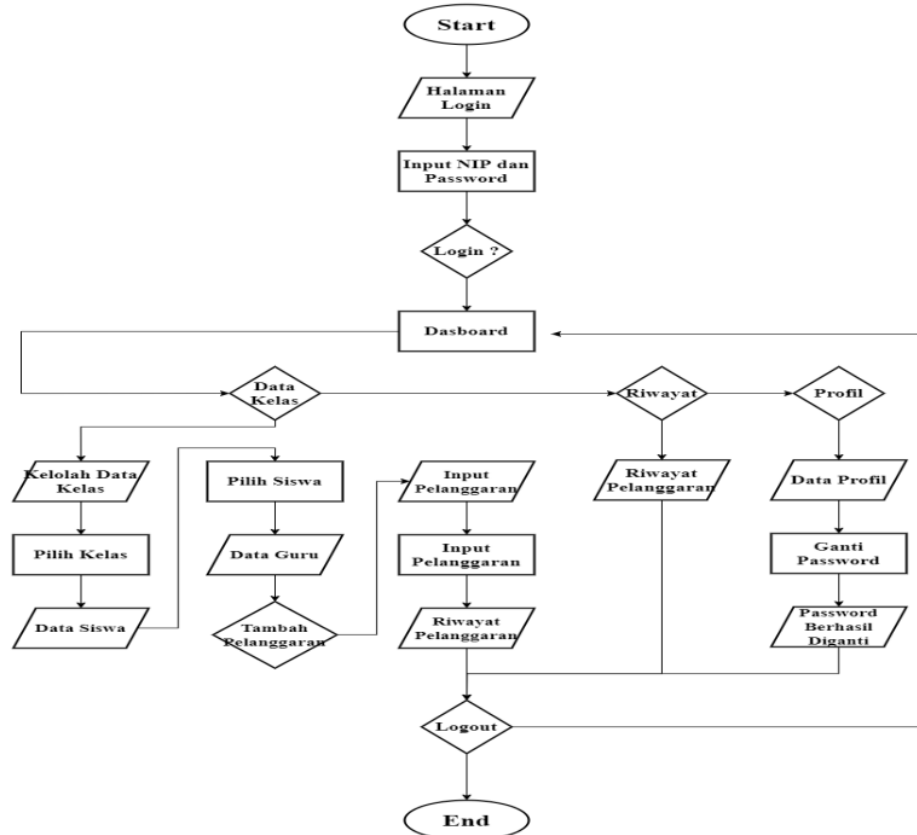 Start
Halaman
Login
Input NIP dan
Password
Login ?
Dasboard
Data
Kelas
Riwayat
Profil
Kelolah Data
Kelas
Pilih Siswa
Input
Pelanggaran
Riwayat
Pelanggaran
Data Profil
Pilih Kelas
Data Guru
Input
Pelanggaran
Ganti
Password
Data Siswa
Tambah
Pelanggaran
Riwayat
Pelanggaran
Password
Berhasil
Diganti
Logout
End